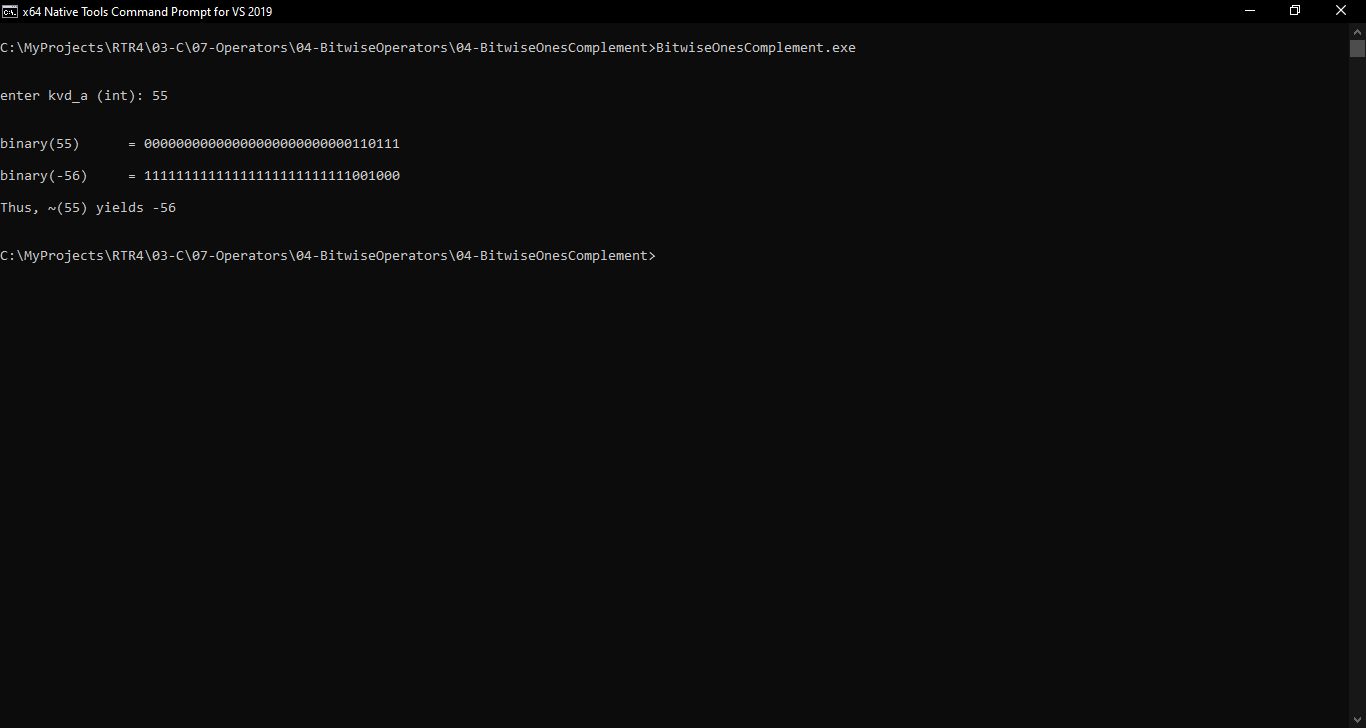 x64 Native Tools Command Prompt for VS 2019
C:\MyProjects\RTR4\03-C\07-Operators\04-BitwiseOperators\04-BitwiseOnesComplement>BitwiseOnesComplement.exe
enter kvd_a (int): 55
binary(55)      = 00000000000000000000000000110111
binary(-56)     = 11111111111111111111111111001000
Thus, ~(55) yields -56
C:\MyProjects\RTR4\03-C\07-Operators\04-BitwiseOperators\04-BitwiseOnesComplement>